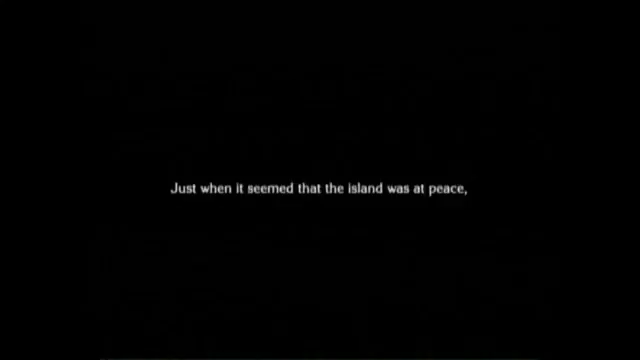 Just when it seemed that the island was at peace,